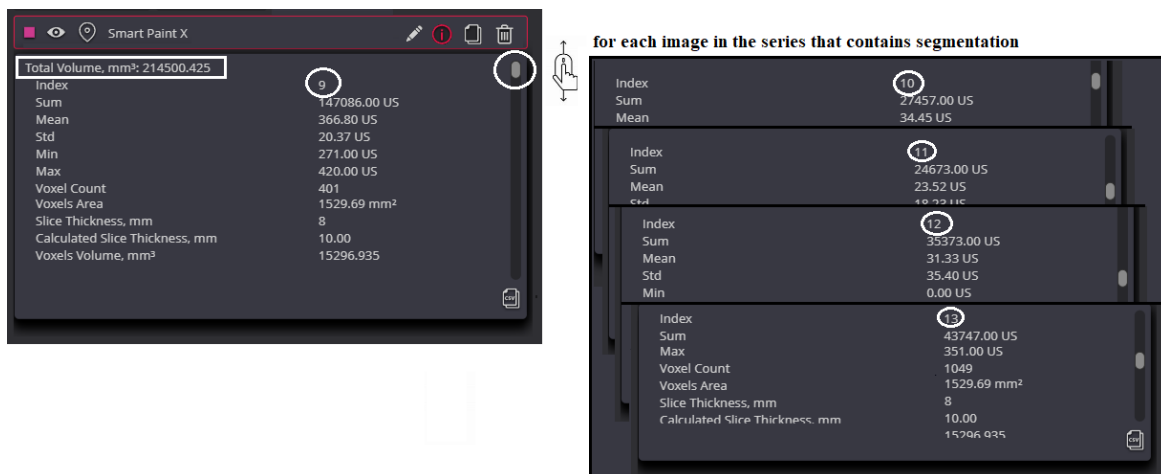 Smart Paint X
Total Volume, mm³: 214500.425
Index 9
Sum 147086.00 US
Mean 366.80 US
Std 20.37 US
Min 271.00 US
Max 420.00 US
Voxel Count 401
Voxels Area 1529.69 mm²
Slice Thickness, mm 8
Calculated Slice Thickness, mm 10.00
Voxels Volume, mm³ 15296.935
CSV
for each image in the series that contains segmentation
Index 10
Sum 27457.00 US
Mean 34.45 US
Index 11
Sum 24673.00 US
Mean 23.52 US
Std 18.23 US
Index 12
Sum 35373.00 US
Mean 31.33 US
Std 35.40 US
Min 0.00 US
Index 13
Sum 43747.00 US
Max 351.00 US
Voxel Count 1049
Voxels Area 1529.69 mm²
Slice Thickness, mm 8
Calculated Slice Thickness, mm 10.00
15296.935
CSV